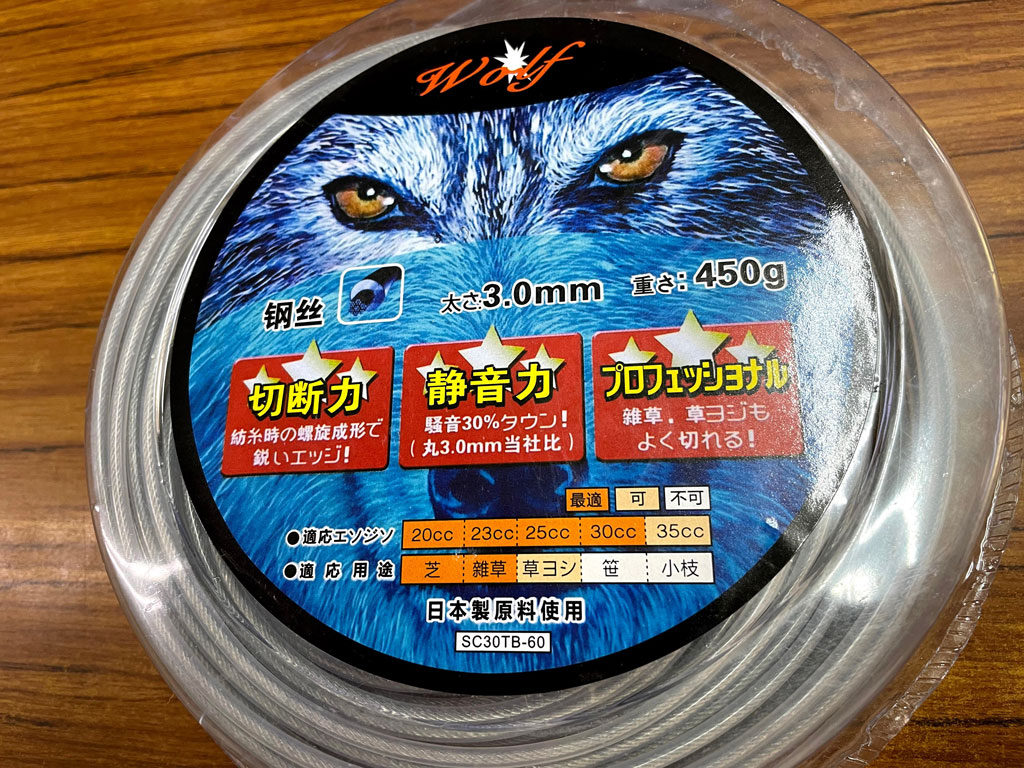 Wolf
钢丝
太さ:3.0mm
重さ:450g
切断力
紡糸時の螺旋成形で
鋭いエッジ!
静音力
騒音30%タウン!
(丸3.0mm当社比)
プロフェッショナル
雑草.草ヨジも
よく切れる!
最適 可 不可
●適応エソジソ 20cc 23cc 25cc 30cc 35cc
●適応用途 芝 雑草 草ヨシ 笹 小枝
日本製原料使用
SC30TB-60